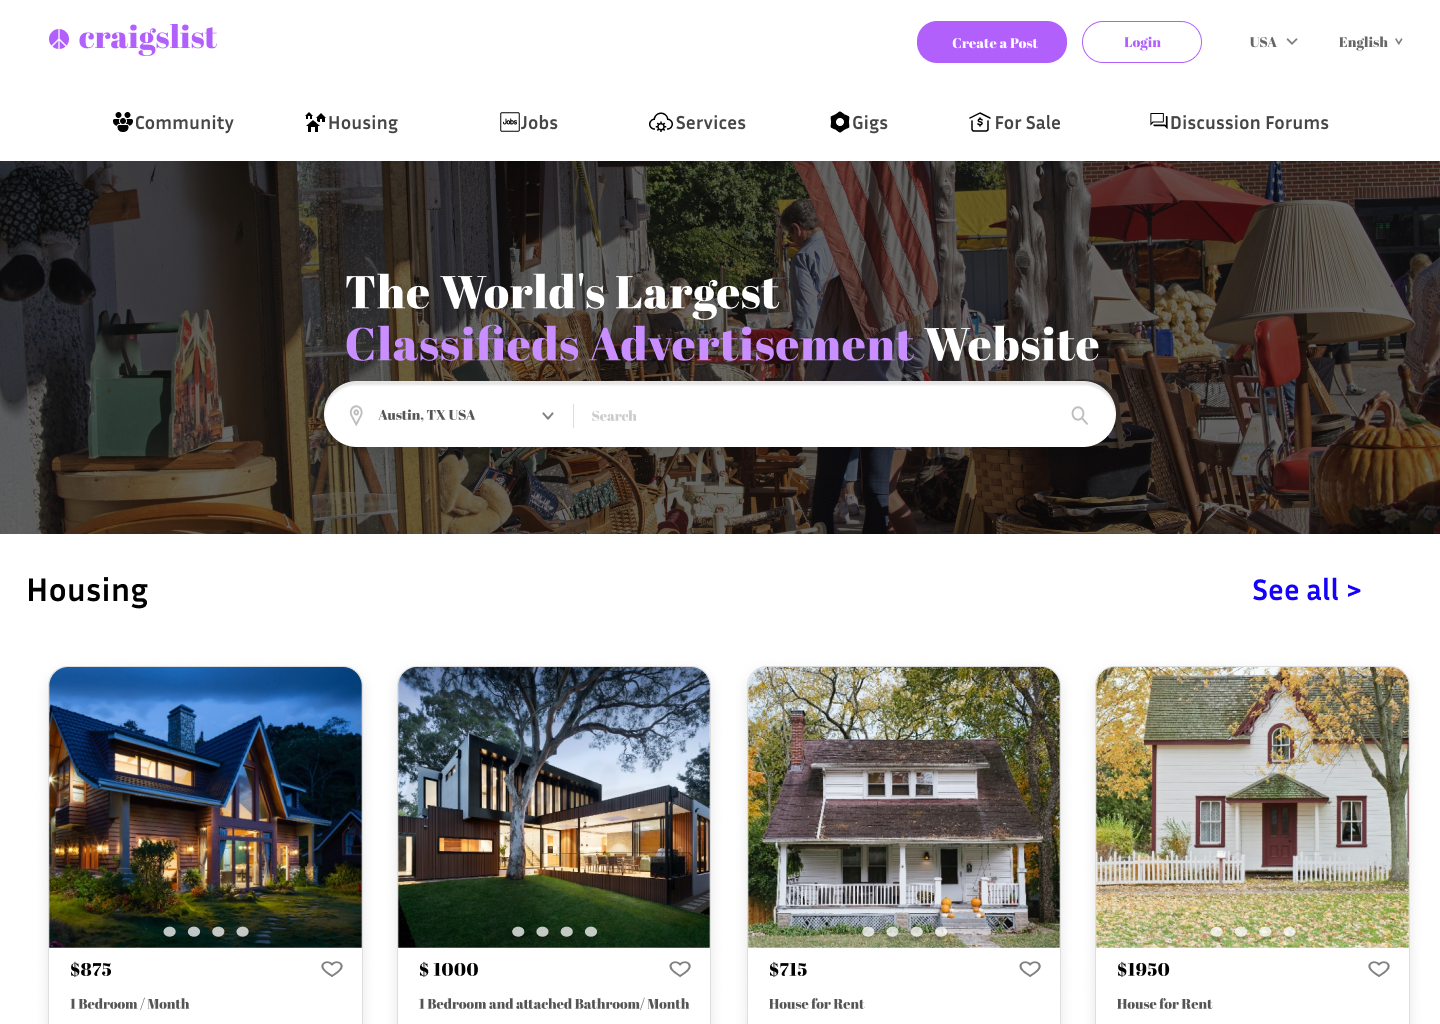 craigslist
Create a Post
Login
USA
English
Community
Housing
Jobs
Jobs
Services
Gigs
$
For Sale
Discussion Forums
The World's Largest
Classifieds Advertisement Website
Austin, TX USA
Search
Housing
See all >
$875
$ 1000
$715
$1950
1 Bedroom / Month
1 Bedroom and attached Bathroom/ Month
House for Rent
House for Rent